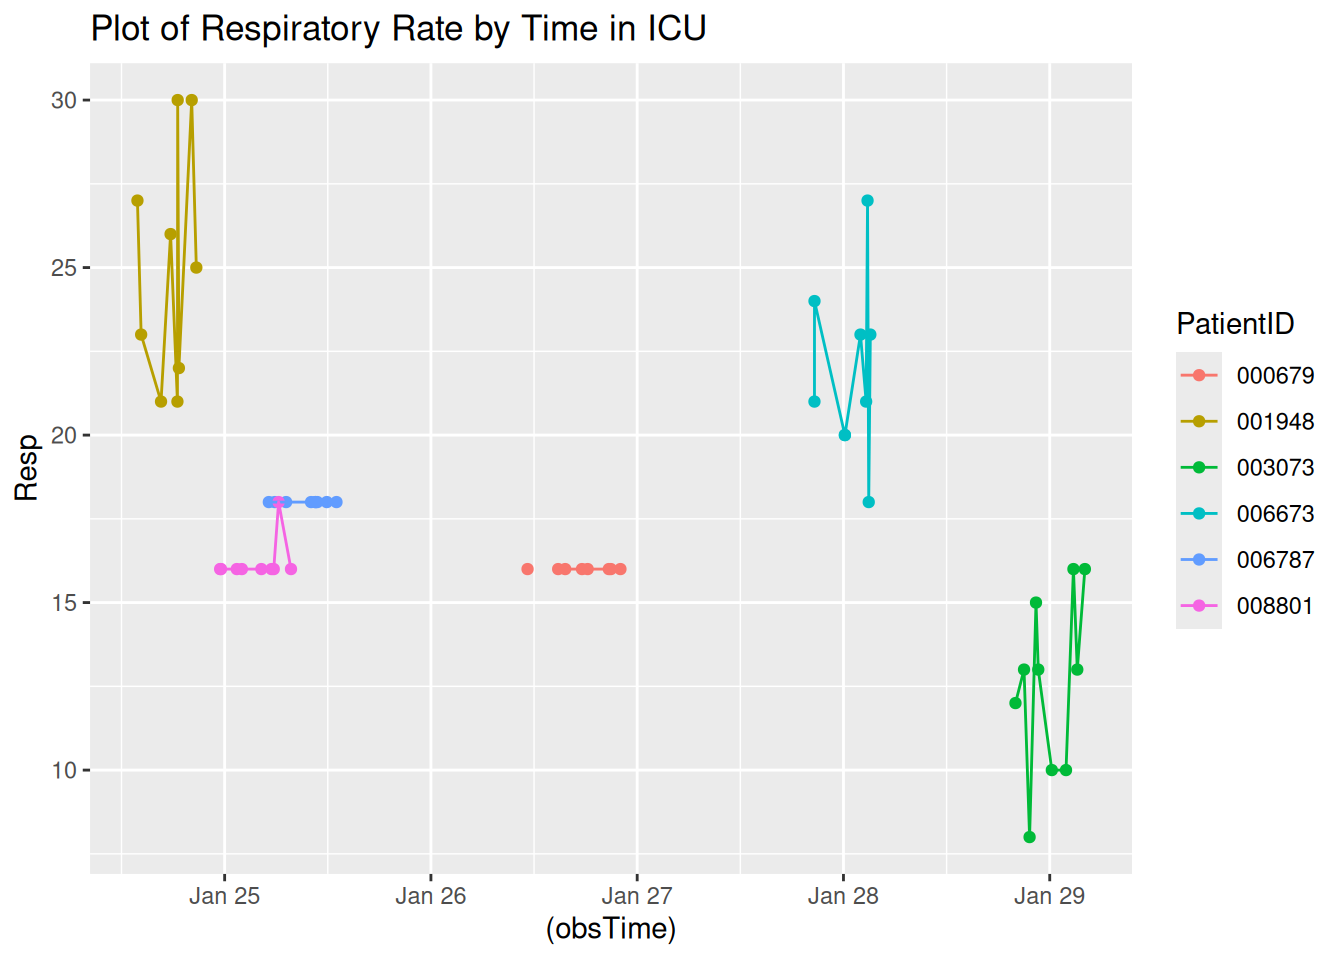 Plot of Respiratory Rate by Time in ICU
30
25
20
15
10
Resp
Jan 25
Jan 26
Jan 27
Jan 28
Jan 29
(obsTime)
PatientID
000679
001948
003073
006673
006787
008801